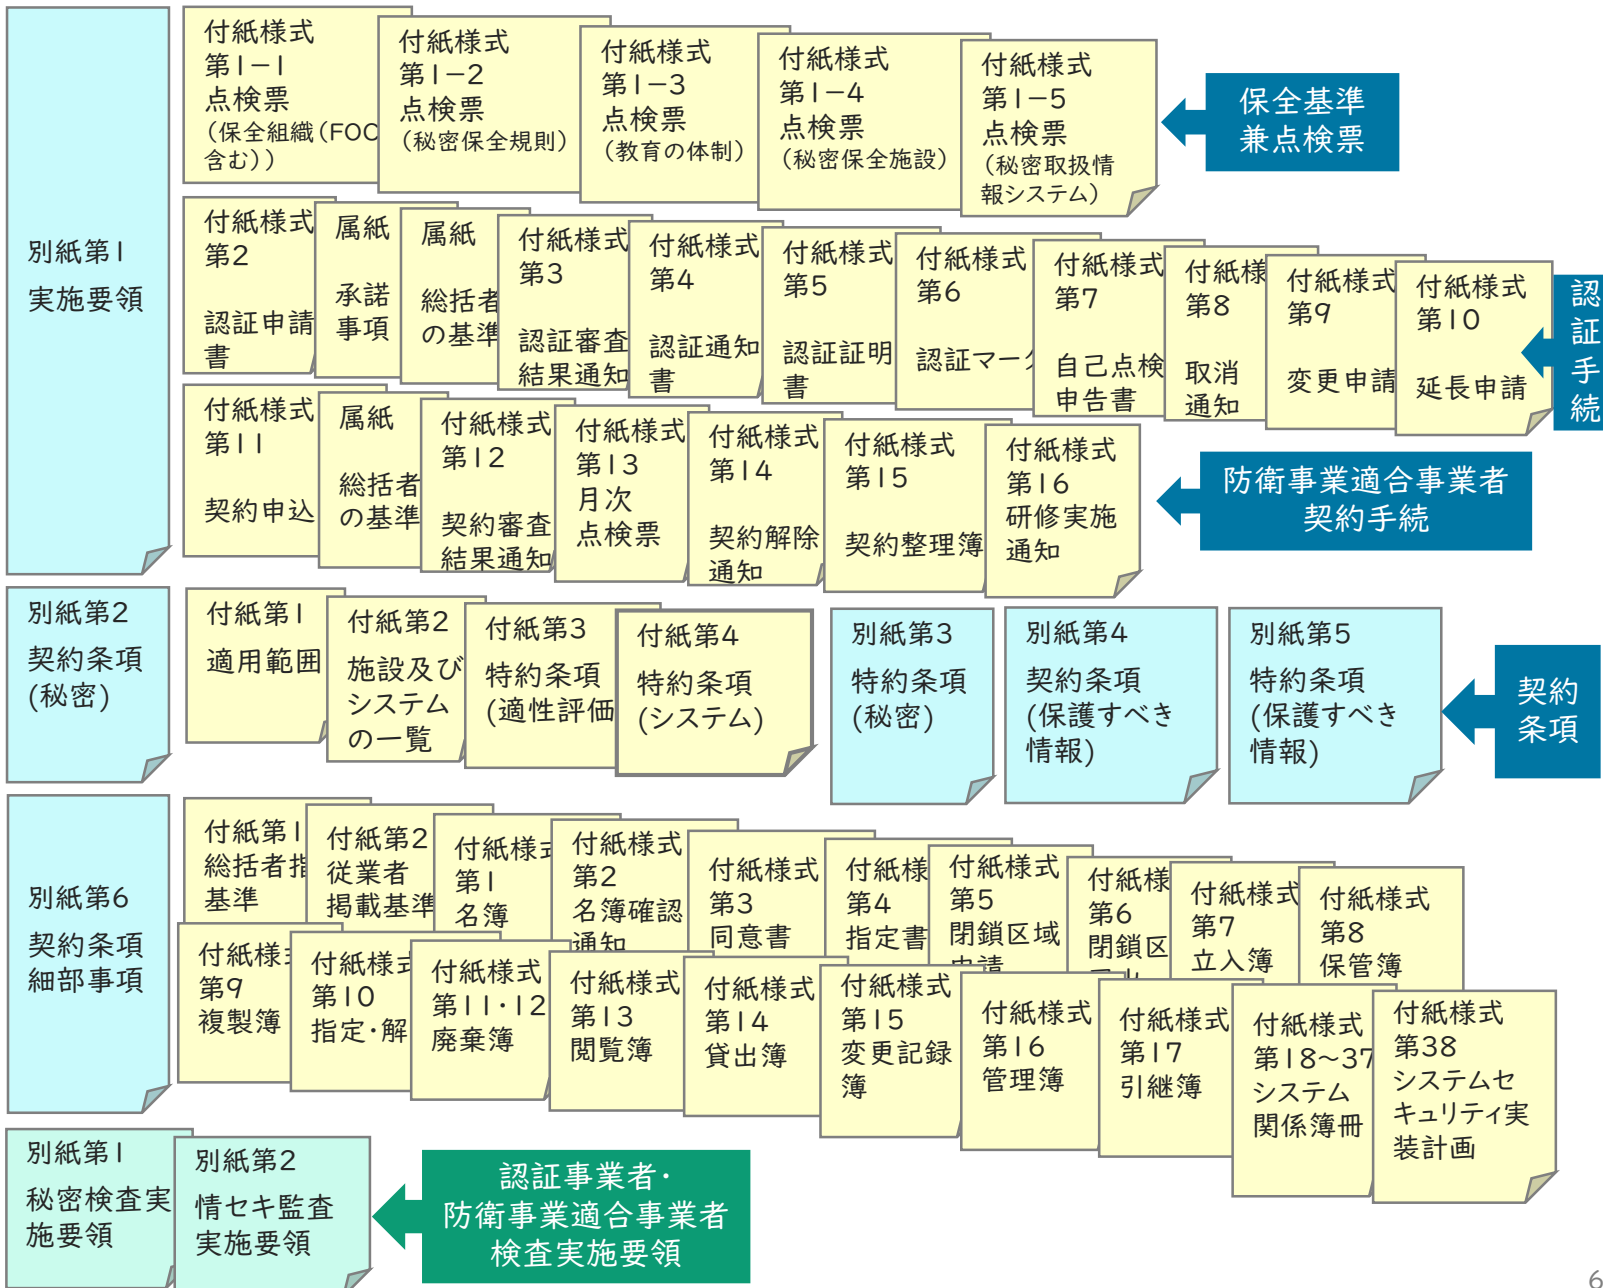 別紙第1
実施要領
付紙様式
第1-1
点検票
(保全組織(FOC
含む))
付紙様式
第1-2
点検票
(秘密保全規則)
付紙様式
第1-3
点検票
(教育の体制)
付紙様式
第1-4
点検票
(秘密保全施設)
付紙様式
第1-5
点検票
(秘密取扱情
報システム)
保全基準
兼点検票
付紙様式
第2
認証申請
書
属紙
承諾
事項
属紙
総括者
の基準
付紙様式
第3
認証審査
結果通知
付紙様式
第4
認証通知
書
付紙様式
第5
認証証明
書
付紙様式
第6
認証マーク
付紙様式
第7
自己点検
申告書
付紙様
第8
取消
通知
付紙様式
第9
変更申請
付紙様式
第10
延長申請
認
証
手
続
付紙様式
第11
契約申込
属紙
総括者
の基準
付紙様式
第12
契約審査
結果通知
付紙様式
第13
月次
点検票
付紙様式
第14
契約解除
通知
付紙様式
第15
契約整理簿
付紙様式
第16
研修実施
通知
防衛事業適合事業者
契約手続
別紙第2
契約条項
(秘密)
付紙第1
適用範囲
付紙第2
施設及び
システム
の一覧
付紙第3
特約条項
(適性評価
付紙第4
特約条項
(システム)
別紙第3
特約条項
(秘密)
別紙第4
契約条項
(保護すべき
情報)
別紙第5
特約条項
(保護すべき
情報)
契約
条項
別紙第6
契約条項
細部事項
付紙第1
総括者指
基準
付紙第2
従業者
掲載基準
付紙様式
第1
名簿
付紙様式
第2
名簿確認
通知
付紙様式
第3
同意書
付紙様
第4
指定書
付紙様式
第5
閉鎖区域
申請
付紙様
第6
閉鎖区
付紙様式
第7
立入簿
付紙様式
第8
保管簿
付紙様式
第9
複製簿
付紙様式
第10
指定・解
付紙様式
第11・12
廃棄簿
付紙様式
第13
閲覧簿
付紙様式
第14
貸出簿
付紙様式
第15
変更記録
簿
付紙様式
第16
管理簿
付紙様式
第17
引継簿
付紙様式
第18~37
システム
関係簿冊
付紙様式
第38
システムセ
キュリティ実
装計画
別紙第1
秘密検査実
施要領
別紙第2
情セキ監査
実施要領
認証事業者・
防衛事業適合事業者
検査実施要領
6